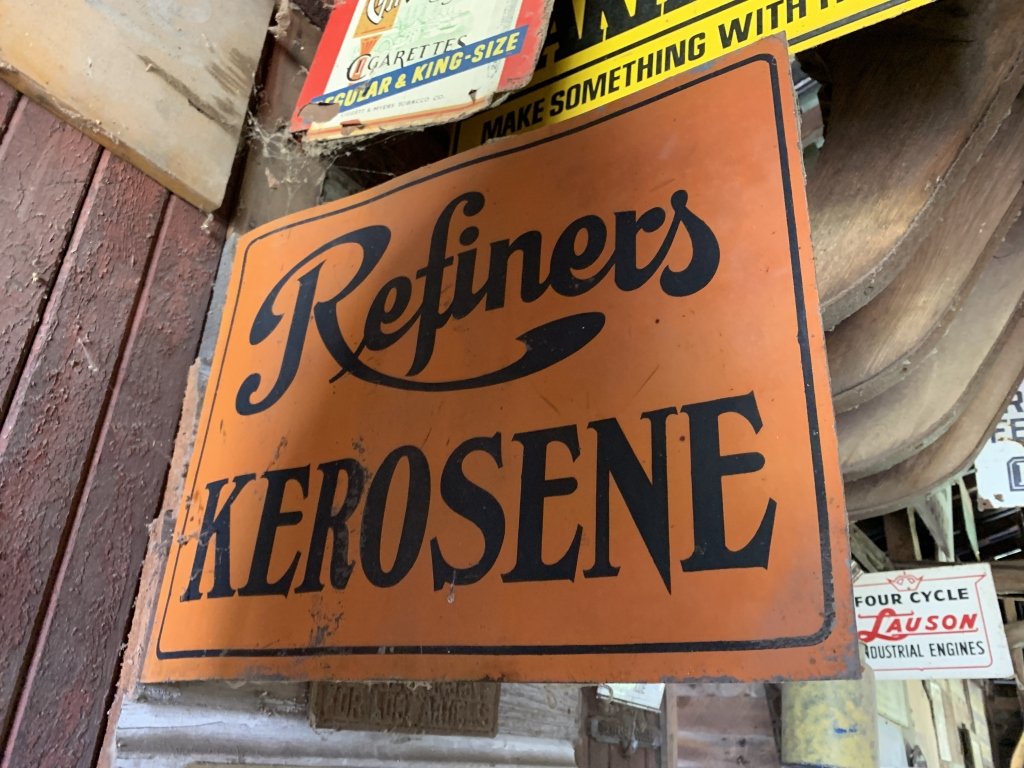 CIGARETTES
REGULAR & KING-SIZE
MAKE SOMETHING WITH
Refiners
KEROSENE
FOUR CYCLE
LAUSON
INDUSTRIAL ENGINES